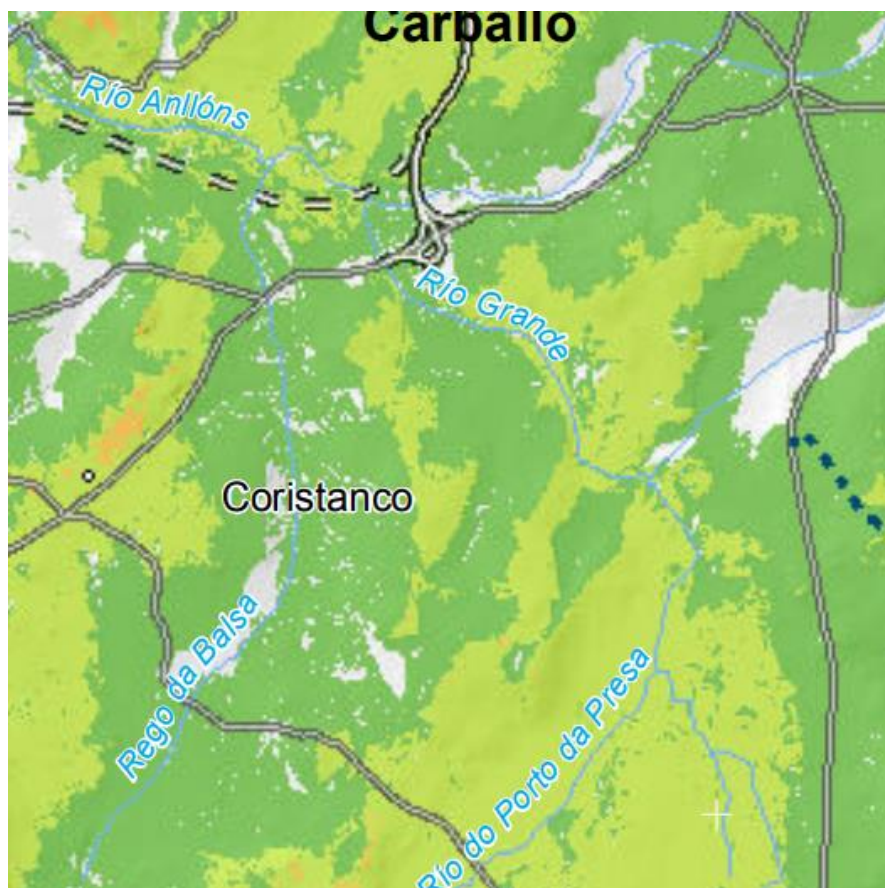 Carballo
Río Anllóns
Río Grande
Coristanco
Rego da Balsa
Río do Porto da Presa